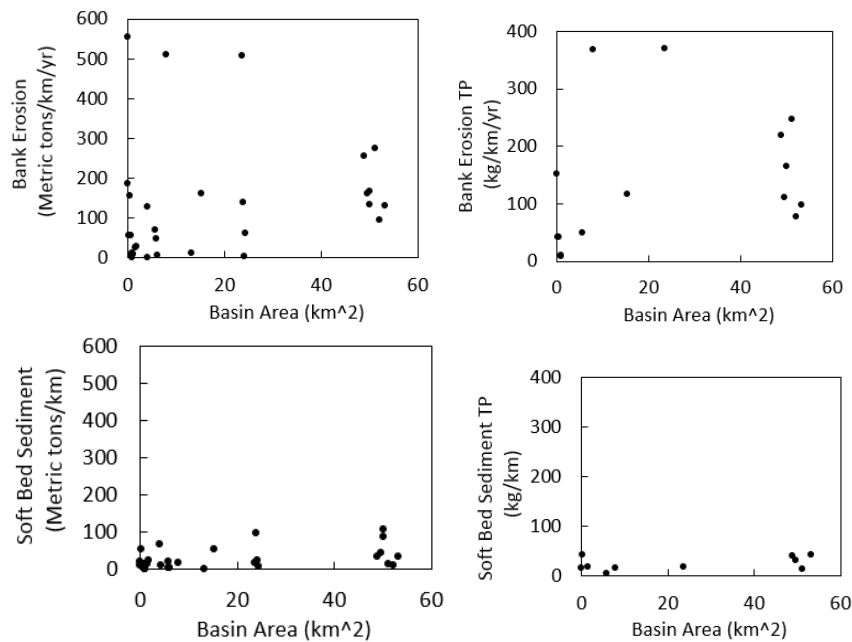 Bank Erosion
(Metric tons/km/yr)
600
500
400
300
200
100
0
0 20 40 60
Basin Area (km^2)
Bank Erosion TP
(kg/km/yr)
400
300
200
100
0
0 20 40 60
Basin Area (km^2)
Soft Bed Sediment
(Metric tons/km)
600
500
400
300
200
100
0
0 20 40 60
Basin Area (km^2)
Soft Bed Sediment TP
(kg/km)
400
300
200
100
0
0 20 40 60
Basin Area (km^2)